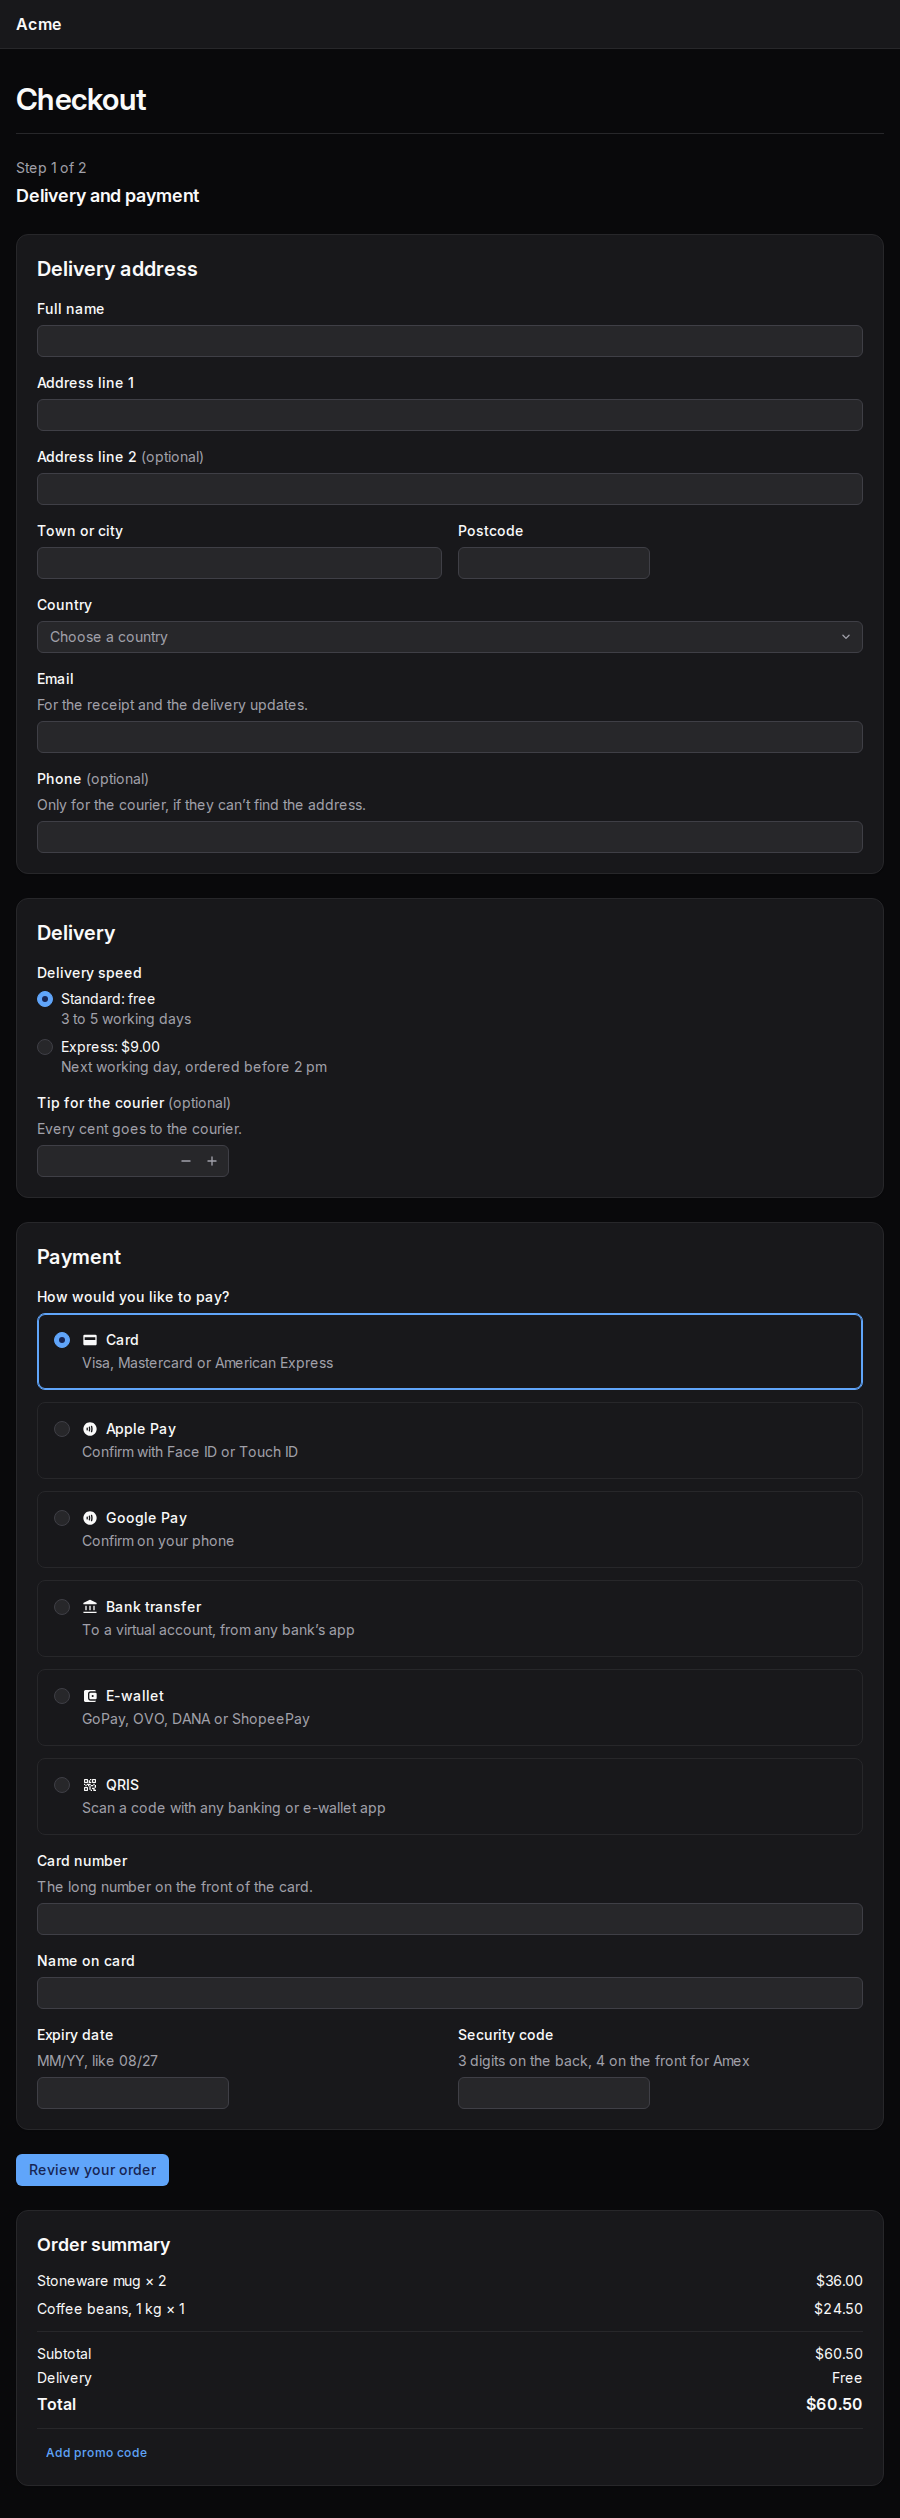 Acme
Checkout
Step 1 of 2
Delivery and payment
Delivery address
Full name
Address line 1
Address line 2 (optional)
Town or city
Postcode
Country
Choose a country
Email
For the receipt and the delivery updates.
Phone (optional)
Only for the courier, if they can’t find the address.
Delivery
Delivery speed
Standard: free
3 to 5 working days
Express: $9.00
Next working day, ordered before 2 pm
Tip for the courier (optional)
Every cent goes to the courier.
Payment
How would you like to pay?
Card
Visa, Mastercard or American Express
Apple Pay
Confirm with Face ID or Touch ID
Google Pay
Confirm on your phone
Bank transfer
To a virtual account, from any bank’s app
E-wallet
GoPay, OVO, DANA or ShopeePay
QRIS
Scan a code with any banking or e-wallet app
Card number
The long number on the front of the card.
Name on card
Expiry date
MM/YY, like 08/27
Security code
3 digits on the back, 4 on the front for Amex
Review your order
Order summary
Stoneware mug × 2 $36.00
Coffee beans, 1 kg × 1 $24.50
Subtotal $60.50
Delivery Free
Total $60.50
Add promo code